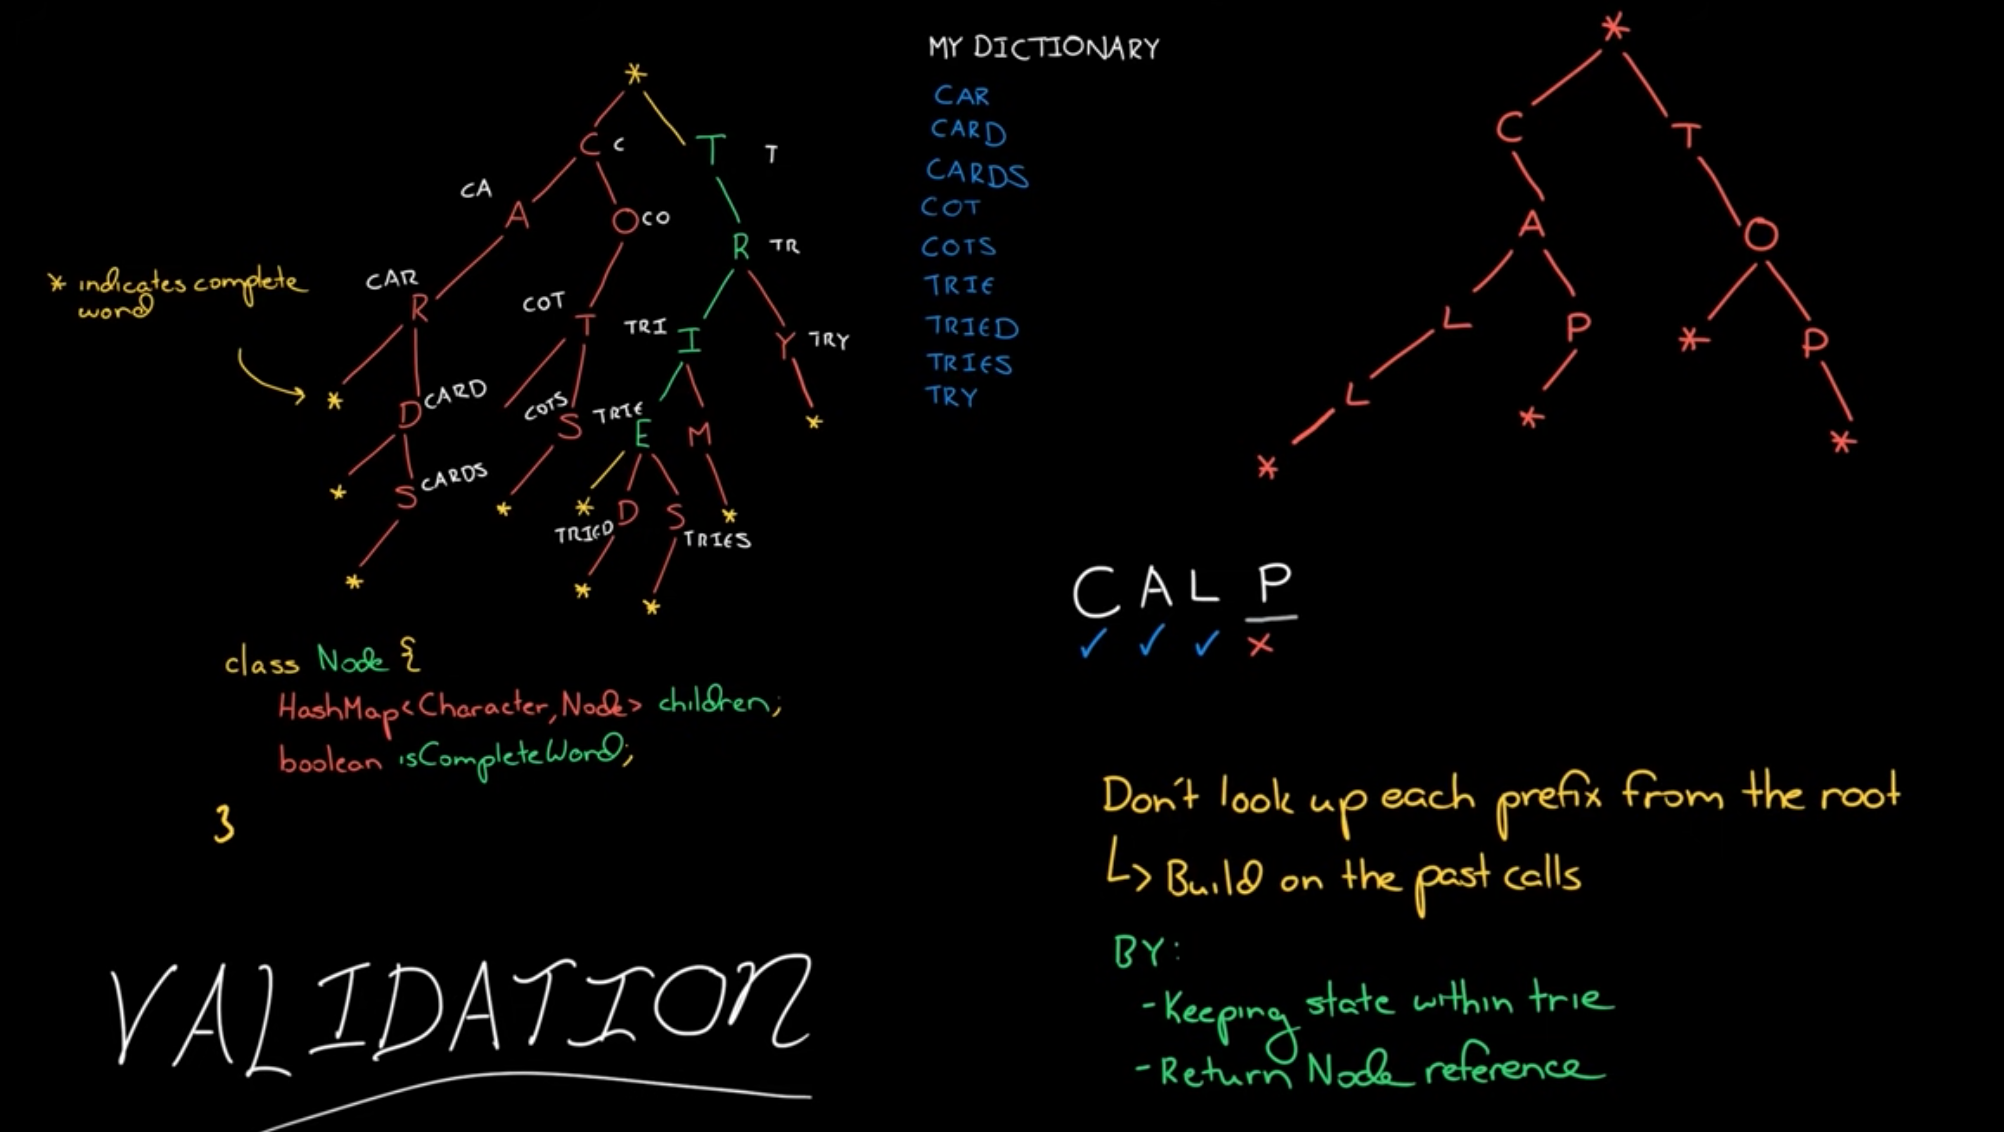 *
C C
T T
CA
A
O CO
R TR
* indicates complete
word
CAR
R
COT
T
TRI
I
Y TRY
*
D CARD
COTS
S
TRIE
E
M
*
*
S CARDS
*
*
D
S
*
TRIED
TRIES
*
*
*
class Node {
HashMap<Character, Node> children;
boolean isCompleteWord;
}
VALIDATION
MY DICTIONARY
CAR
CARD
CARDS
COT
COTS
TRIE
TRIED
TRIES
TRY
*
C
T
A
O
L
P
*
P
L
*
*
*
C A L P
✓ ✓ ✓ ×
Don't look up each prefix from the root
↳ Build on the past calls
BY:
- Keeping state within trie
- Return Node reference